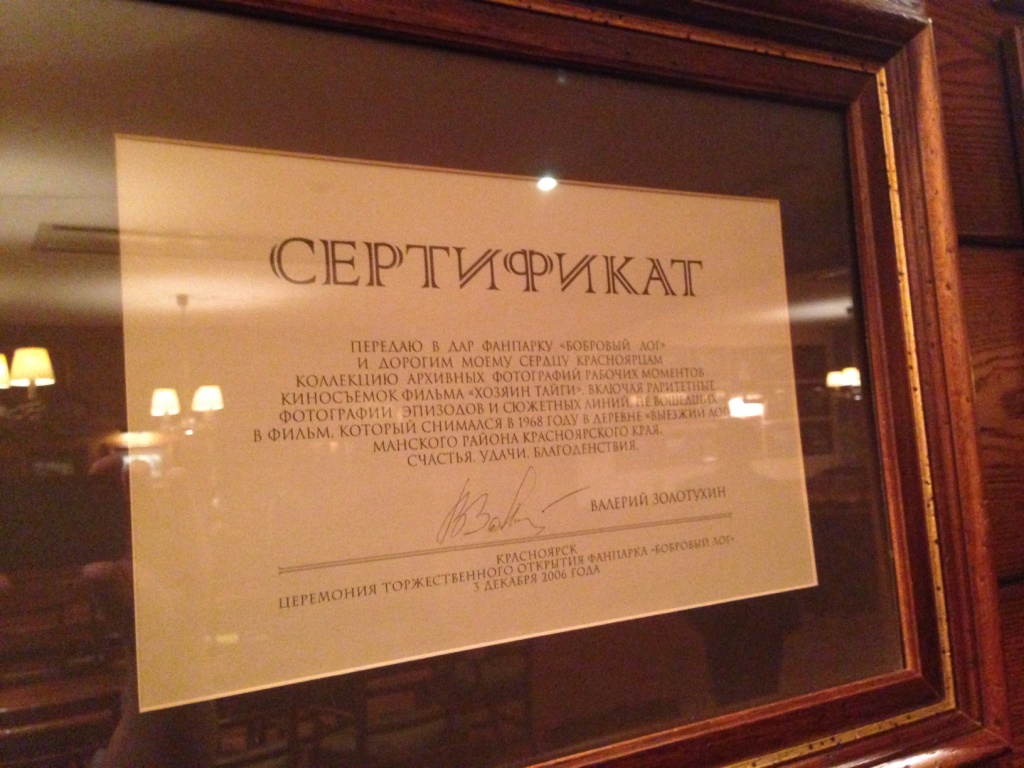 СЕРТИФИКАТ
ПЕРЕДАЮ В ДАР ФАНПАРКУ «БОБРОВЫЙ ЛОГ»
И ДОРОГИМ МОЕМУ СЕРДЦУ КРАСНОЯРЦАМ
КОЛЛЕКЦИЮ АРХИВНЫХ ФОТОГРАФИЙ РАБОЧИХ МОМЕНТОВ
КИНОСЪЕМОК ФИЛЬМА «ХОЗЯИН ТАЙГИ», ВКЛЮЧАЯ РАРИТЕТНЫЕ
ФОТОГРАФИИ ЭПИЗОДОВ И СЮЖЕТНЫХ ЛИНИЙ, НЕ ВОШЕДШИХ
В ФИЛЬМ, КОТОРЫЙ СНИМАЛСЯ В 1968 ГОДУ В ДЕРЕВНЕ «ВЫЕЗЖИЙ ЛОГ»
МАНСКОГО РАЙОНА КРАСНОЯРСКОГО КРАЯ.
СЧАСТЬЯ, УДАЧИ, БЛАГОДЕНСТВИЯ.
ВАЛЕРИЙ ЗОЛОТУХИН
КРАСНОЯРСК
ЦЕРЕМОНИЯ ТОРЖЕСТВЕННОГО ОТКРЫТИЯ ФАНПАРКА «БОБРОВЫЙ ЛОГ»
3 ДЕКАБРЯ 2006 ГОДА